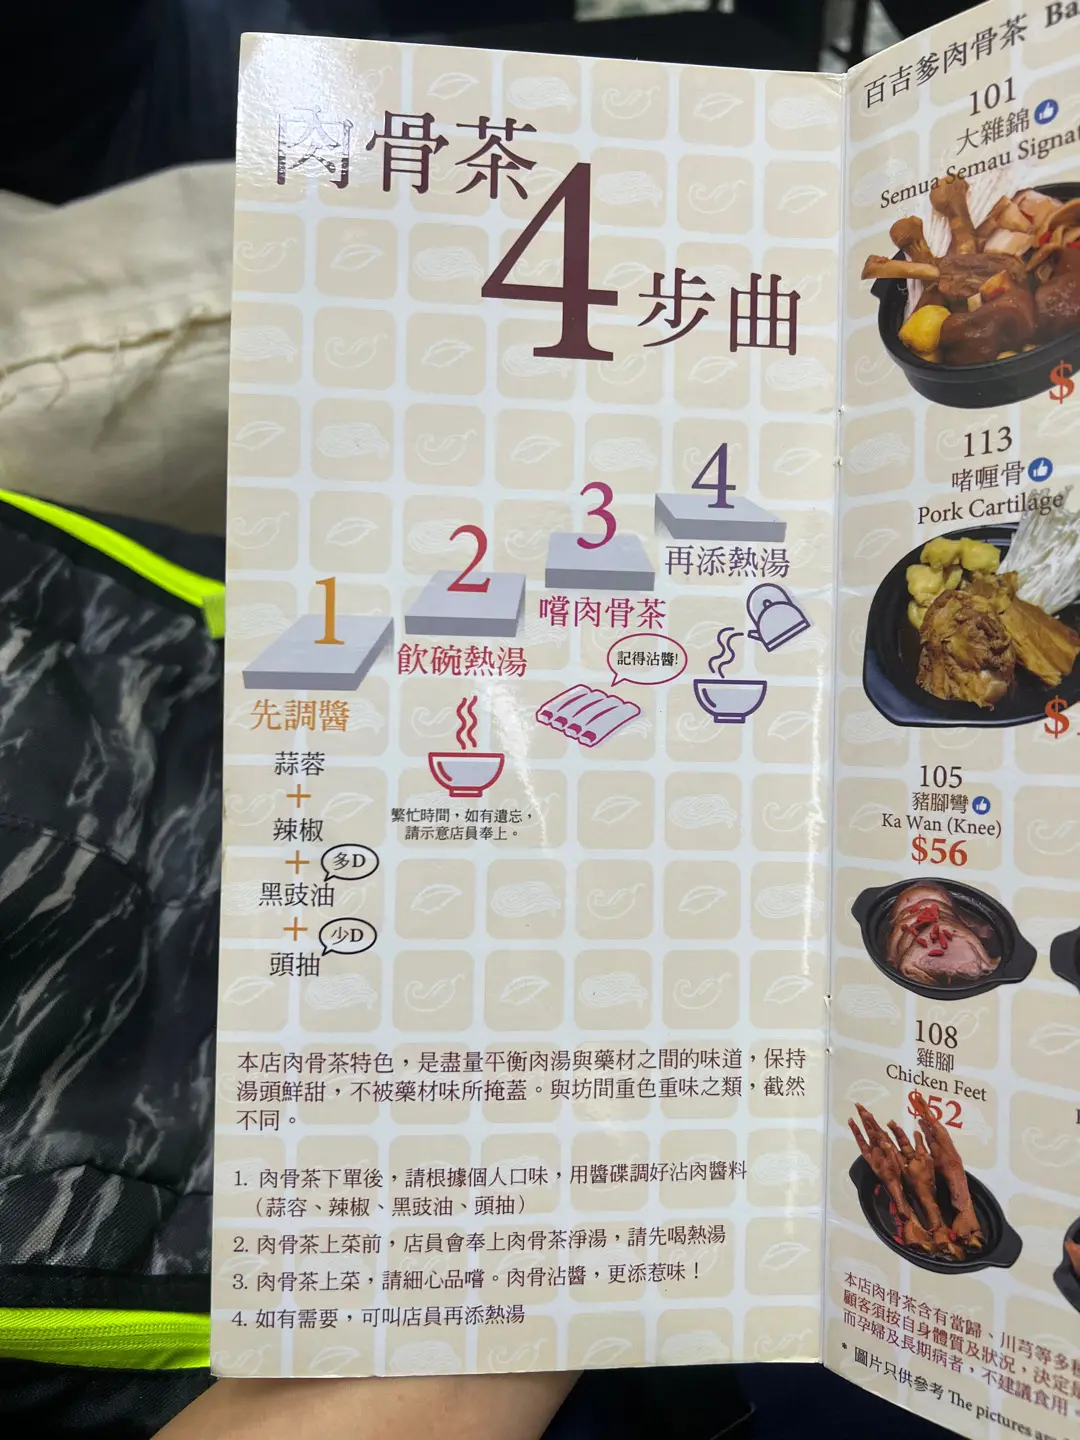 肉骨茶
4步曲
1
先調醬
蒜蓉
+
辣椒
+
多D
黑豉油
+
少D
頭抽
2
飲碗熱湯
繁忙時間，如有遺忘，
請示意店員奉上。
3
嚐肉骨茶
記得沾醬!
4
再添熱湯
本店肉骨茶特色，是盡量平衡肉湯與藥材之間的味道，保持
湯頭鮮甜，不被藥材味所掩蓋。與坊間重色重味之類，截然
不同。
1. 肉骨茶下單後，請根據個人口味，用醬碟調好沾肉醬料
（蒜容、辣椒、黑豉油、頭抽）
2. 肉骨茶上菜前，店員會奉上肉骨茶淨湯，請先喝熱湯
3. 肉骨茶上菜，請細心品嚐。肉骨沾醬，更添惹味！
4. 如有需要，可叫店員再添熱湯
百吉爹肉骨茶
101
大雜錦
Semua Semau
$
113
啫喱骨
Pork Cartilage
$
105
豬腳彎
Ka Wan (Knee)
$56
108
雞腳
Chicken Feet
$52
本店肉骨茶含有當歸、川芎等多種
顧客須按自身體質及狀況，決定是
而孕婦及長期病者，不建議食用。
* 圖片只供參考 The pictures are